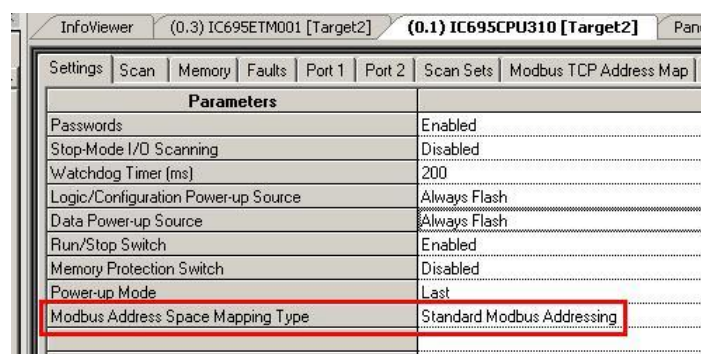 InfoViewer (0.3) IC695ETM001 [Target2] (0.1) IC695CPU310 [Target2]
Settings Scan Memory Faults Port 1 Port 2 Scan Sets Modbus TCP Address Map
Parameters
Passwords Enabled
Stop-Mode I/O Scanning Disabled
Watchdog Timer (ms) 200
Logic/Configuration Power-up Source Always Flash
Data Power-up Source Always Flash
Run/Stop Switch Enabled
Memory Protection Switch Disabled
Power-up Mode Last
Modbus Address Space Mapping Type Standard Modbus Addressing